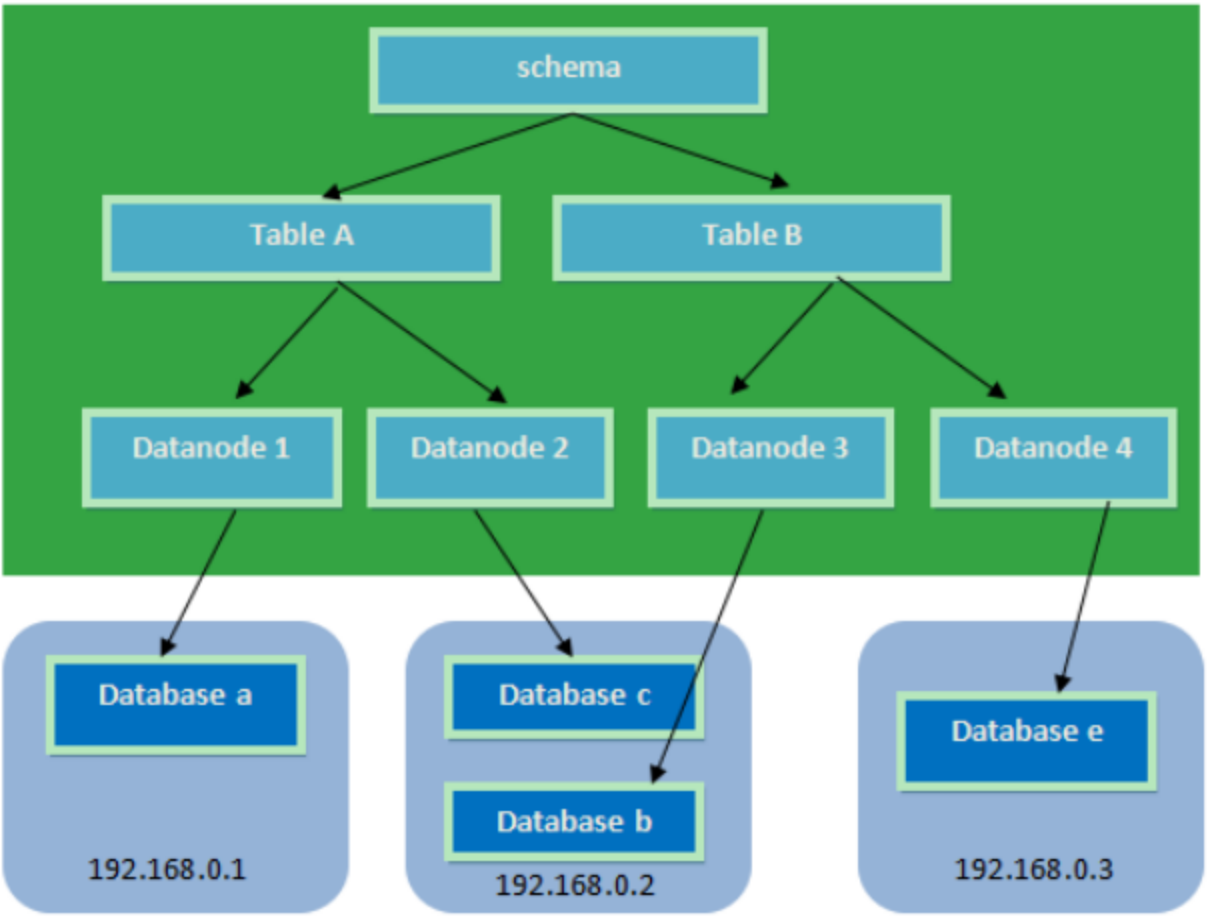 schema
Table A
Table B
Datanode 1
Datanode 2
Datanode 3
Datanode 4
Database a
Database c
Database e
Database b
192.168.0.1
192.168.0.2
192.168.0.3